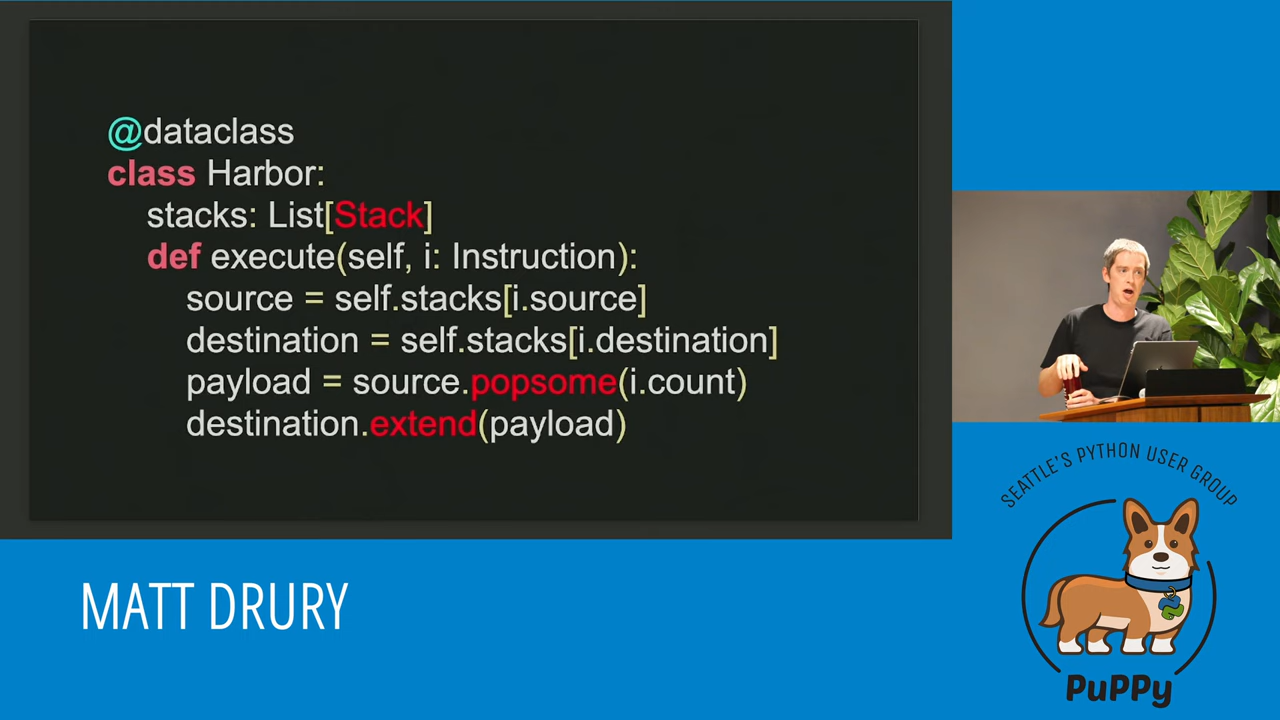 @dataclass
class Harbor:
stacks: List[Stack]
def execute(self, i: Instruction):
source = self.stacks[i.source]
destination = self.stacks[i.destination]
payload = source.popsome(i.count)
destination.extend(payload)
MATT DRURY
SEATTLE'S PYTHON USER GROUP
PuPPy